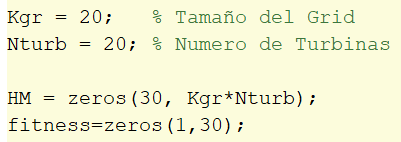 Kgr = 20;   % Tamaño del Grid
Nturb = 20; % Numero de Turbinas
HM = zeros(30, Kgr*Nturb);
fitness=zeros(1,30);